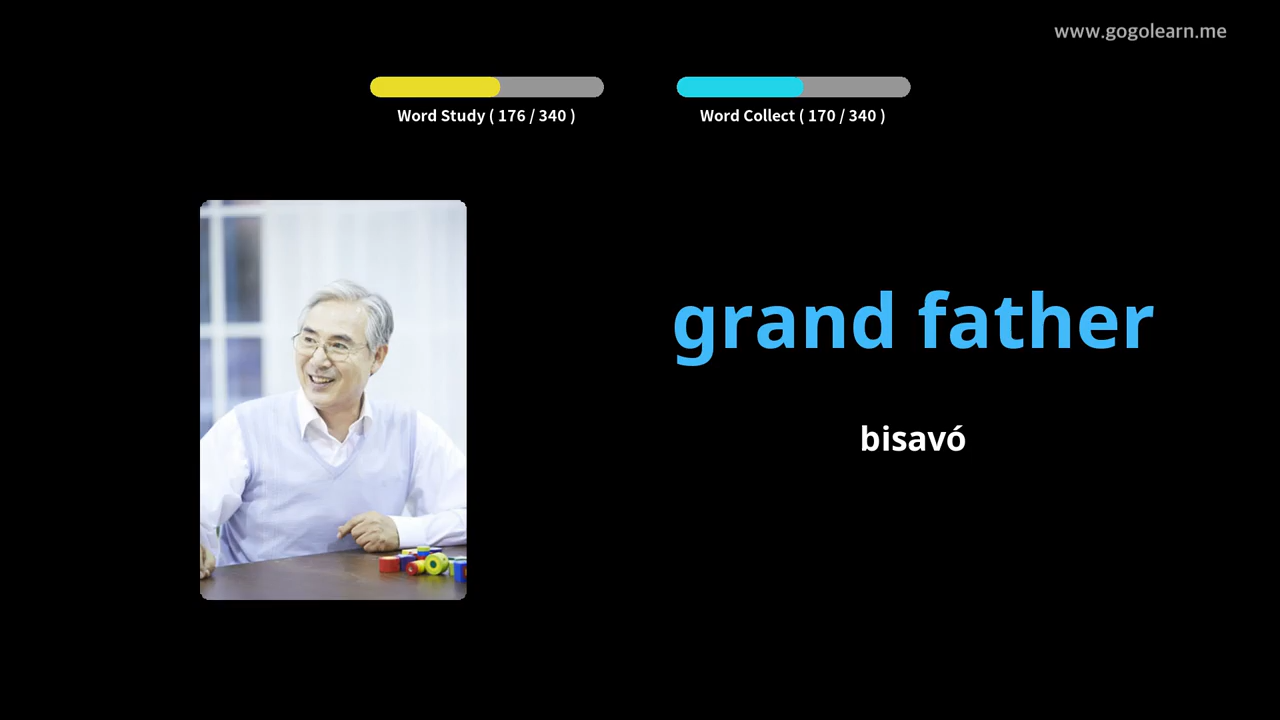 www.gogolearn.me
Word Study ( 176 / 340 )
Word Collect ( 170 / 340 )
grand father
bisavó